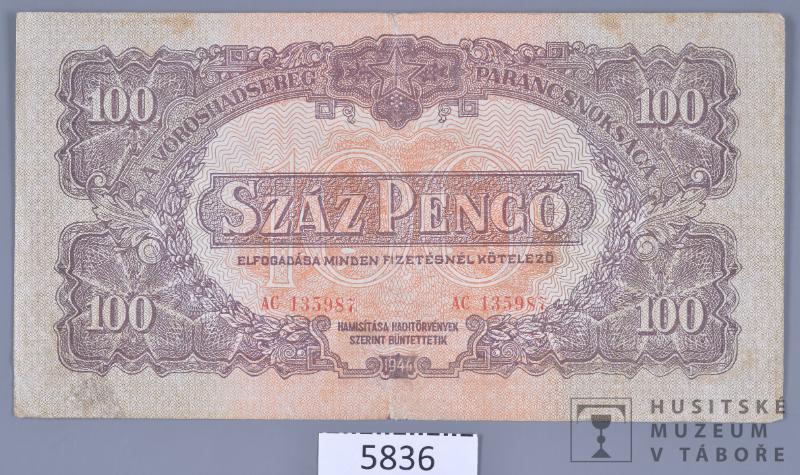 A VÖRÖSHADSEREG PARANCSNOKSÁGA
100 100
100
SZÁZ PENGŐ
ELFOGADÁSA MINDEN FIZETÉSNÉL KÖTELEZŐ
AC 135987 AC 135987
100 100
HAMISÍTÁSA HADITÖRVÉNYEK
SZERINT BÜNTETTETIK
1944
5836
HUSITSKÉ
MUZEUM
V TÁBOŘE